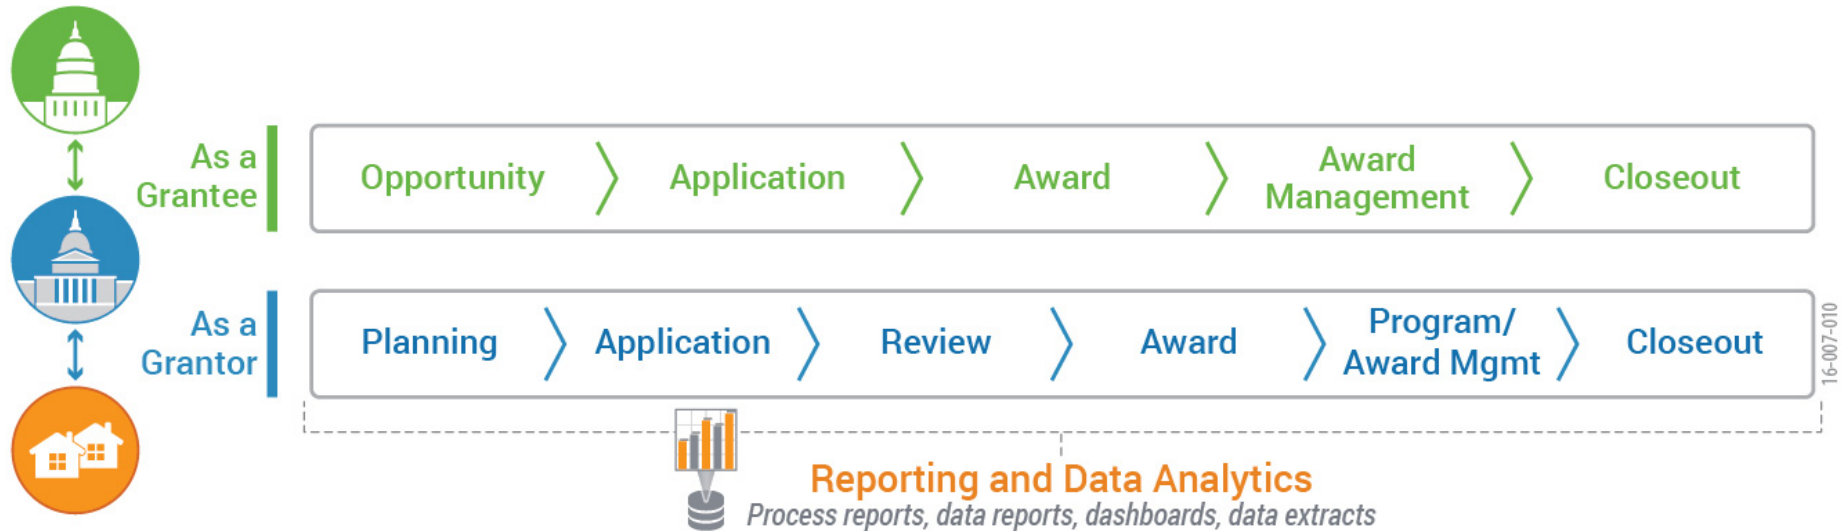 As a
Grantee
Opportunity
Application
Award
Award
Management
Closeout
As a
Grantor
Planning
Application
Review
Award
Program/
Award Mgmt
Closeout
16-007-010
Reporting and Data Analytics
Process reports, data reports, dashboards, data extracts